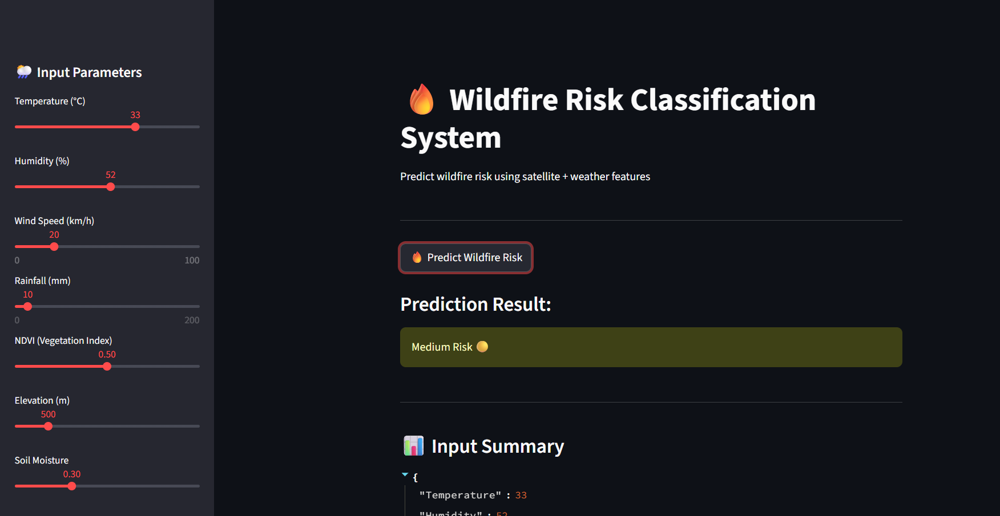 Input Parameters
Temperature (°C)
33
Humidity (%)
52
Wind Speed (km/h)
20
0 100
Rainfall (mm)
10
0 200
NDVI (Vegetation Index)
0.50
Elevation (m)
500
Soil Moisture
0.30
Wildfire Risk Classification
System
Predict wildfire risk using satellite + weather features
Predict Wildfire Risk
Prediction Result:
Medium Risk
Input Summary
{
"Temperature" : 33
"Humidity" : 52